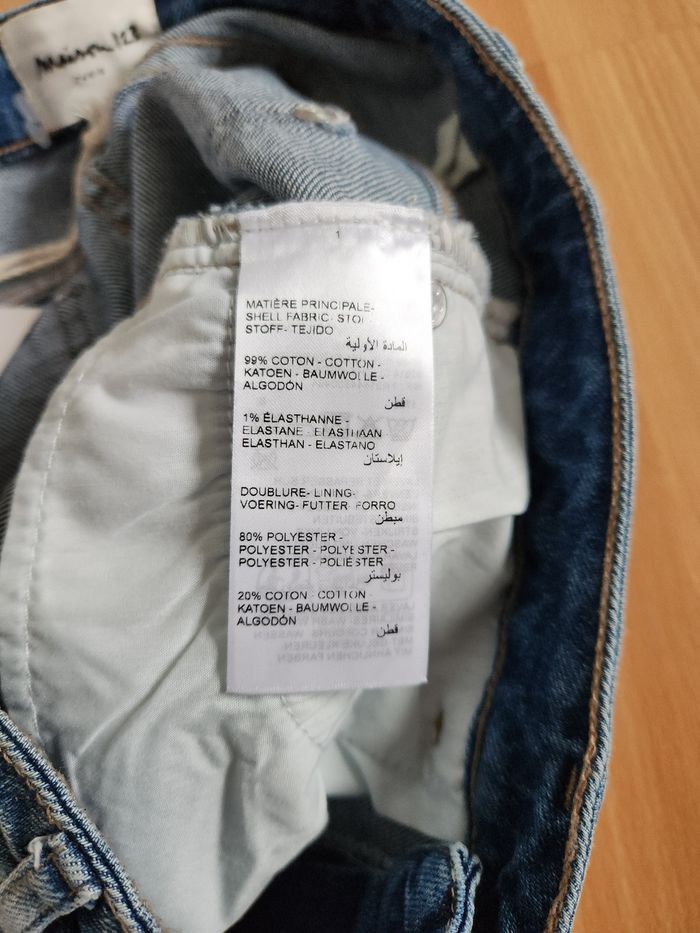 Maison 123
1
MATIÈRE PRINCIPALE-
SHELL FABRIC- STOF-
STOFF- TEJIDO
المادة الأولية
99% COTON - COTTON -
KATOEN - BAUMWOLLE -
ALGODÓN
قطن
1% ÉLASTHANNE -
ELASTANE - ELASTHAAN
ELASTHAN - ELASTANO
إيلاستان
DOUBLURE- LINING-
VOERING- FUTTER FORRO
مبطن
80% POLYESTER -
POLYESTER - POLYESTER -
POLYESTER - POLIÉSTER
بوليستر
20% COTON - COTTON -
KATOEN - BAUMWOLLE -
ALGODÓN
قطن